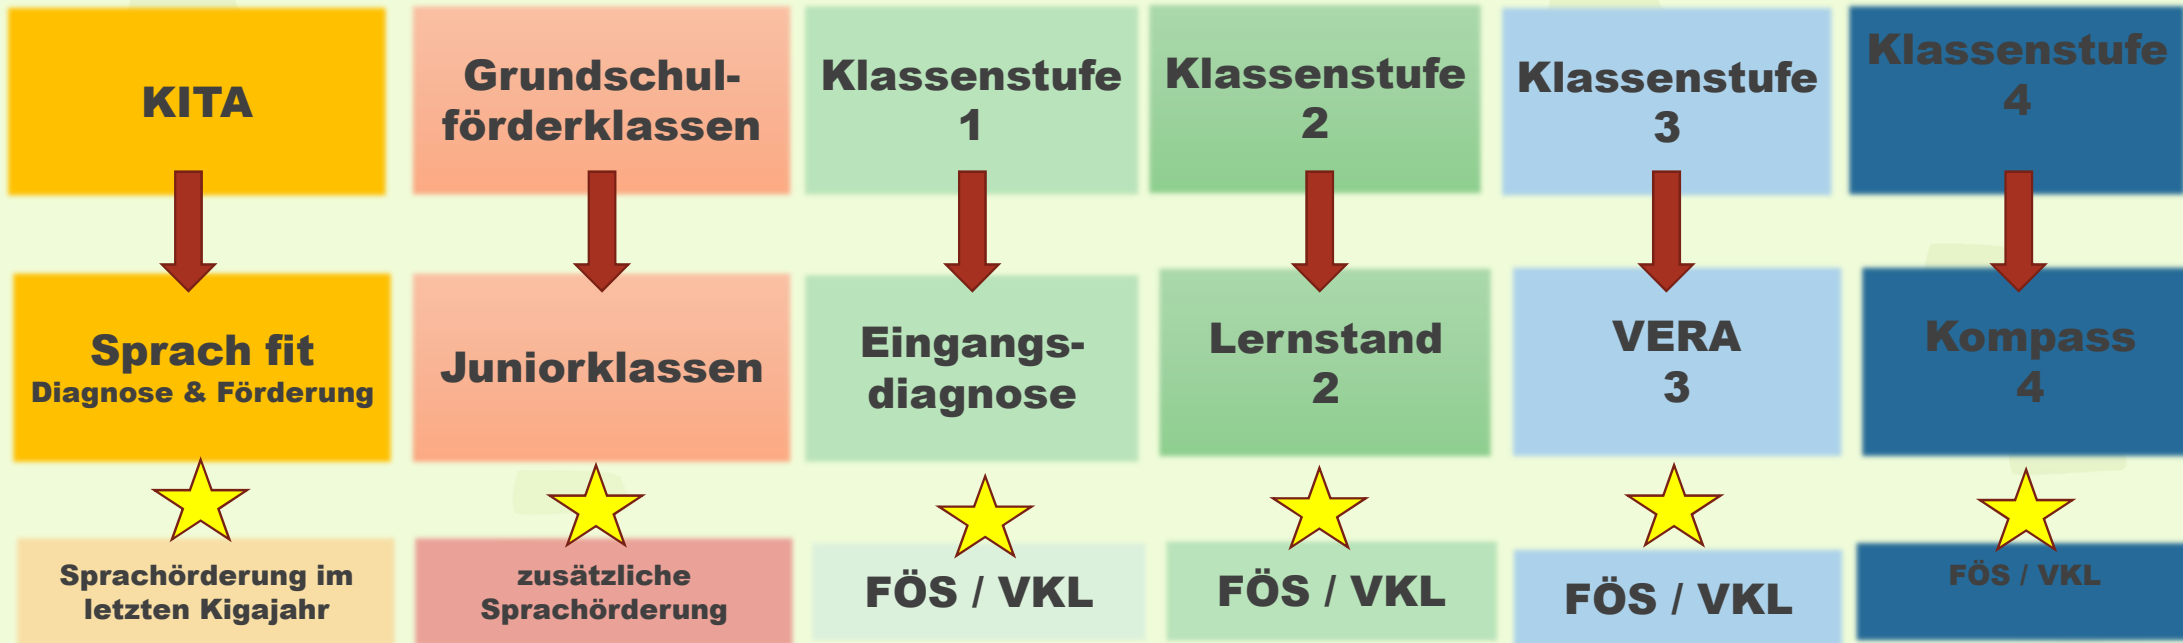 KITA
Grundschul-
förderklassen
Klassenstufe
1
Klassenstufe
2
Klassenstufe
3
Klassenstufe
4
Sprach fit
Diagnose & Förderung
Juniorklassen
Eingangs-
diagnose
Lernstand
2
VERA
3
Kompass
4
Sprachörderung im
letzten Kigajahr
zusätzliche
Sprachörderung
FÖS / VKL
FÖS / VKL
FÖS / VKL
FÖS / VKL